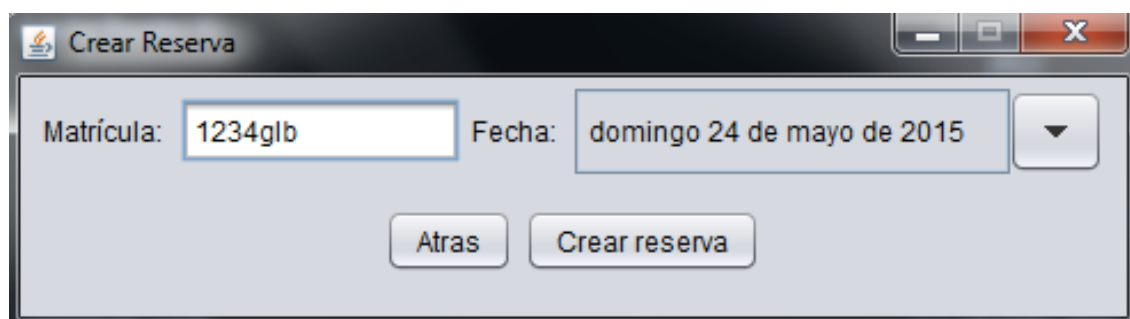 Crear Reserva
Matrícula: 1234glb Fecha: domingo 24 de mayo de 2015
Atras Crear reserva